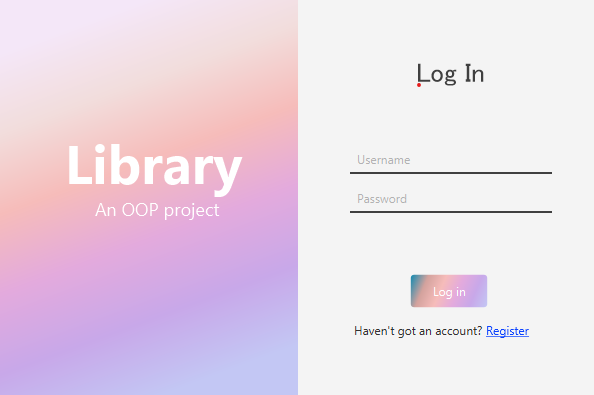 Library
An OOP project
Log In
Username
Password
Log in
Haven't got an account? Register